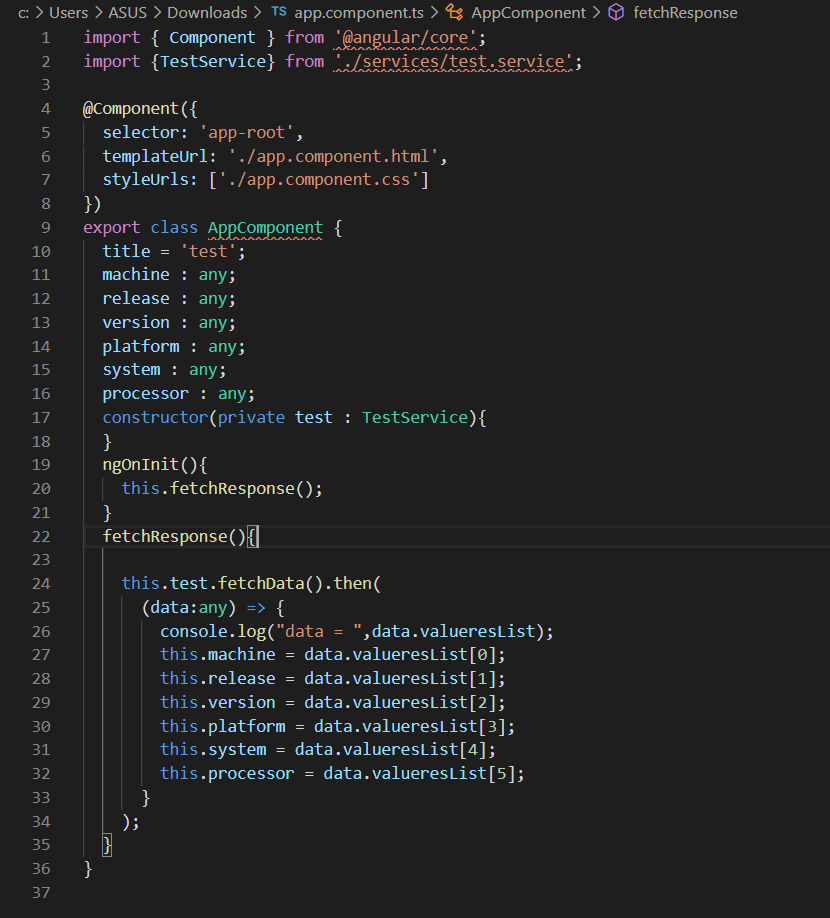 c: > Users > ASUS > Downloads > TS app.component.ts > AppComponent > fetchResponse
1 import { Component } from '@angular/core';
2 import {TestService} from './services/test.service';
3
4 @Component({
5   selector: 'app-root',
6   templateUrl: './app.component.html',
7   styleUrls: ['./app.component.css']
8 })
9 export class AppComponent {
10   title = 'test';
11   machine : any;
12   release : any;
13   version : any;
14   platform : any;
15   system : any;
16   processor : any;
17   constructor(private test : TestService){
18   }
19   ngOnInit(){
20     this.fetchResponse();
21   }
22   fetchResponse(){
23
24     this.test.fetchData().then(
25       (data:any) => {
26         console.log("data = ",data.valueresList);
27         this.machine = data.valueresList[0];
28         this.release = data.valueresList[1];
29         this.version = data.valueresList[2];
30         this.platform = data.valueresList[3];
31         this.system = data.valueresList[4];
32         this.processor = data.valueresList[5];
33       }
34     );
35   }
36 }
37